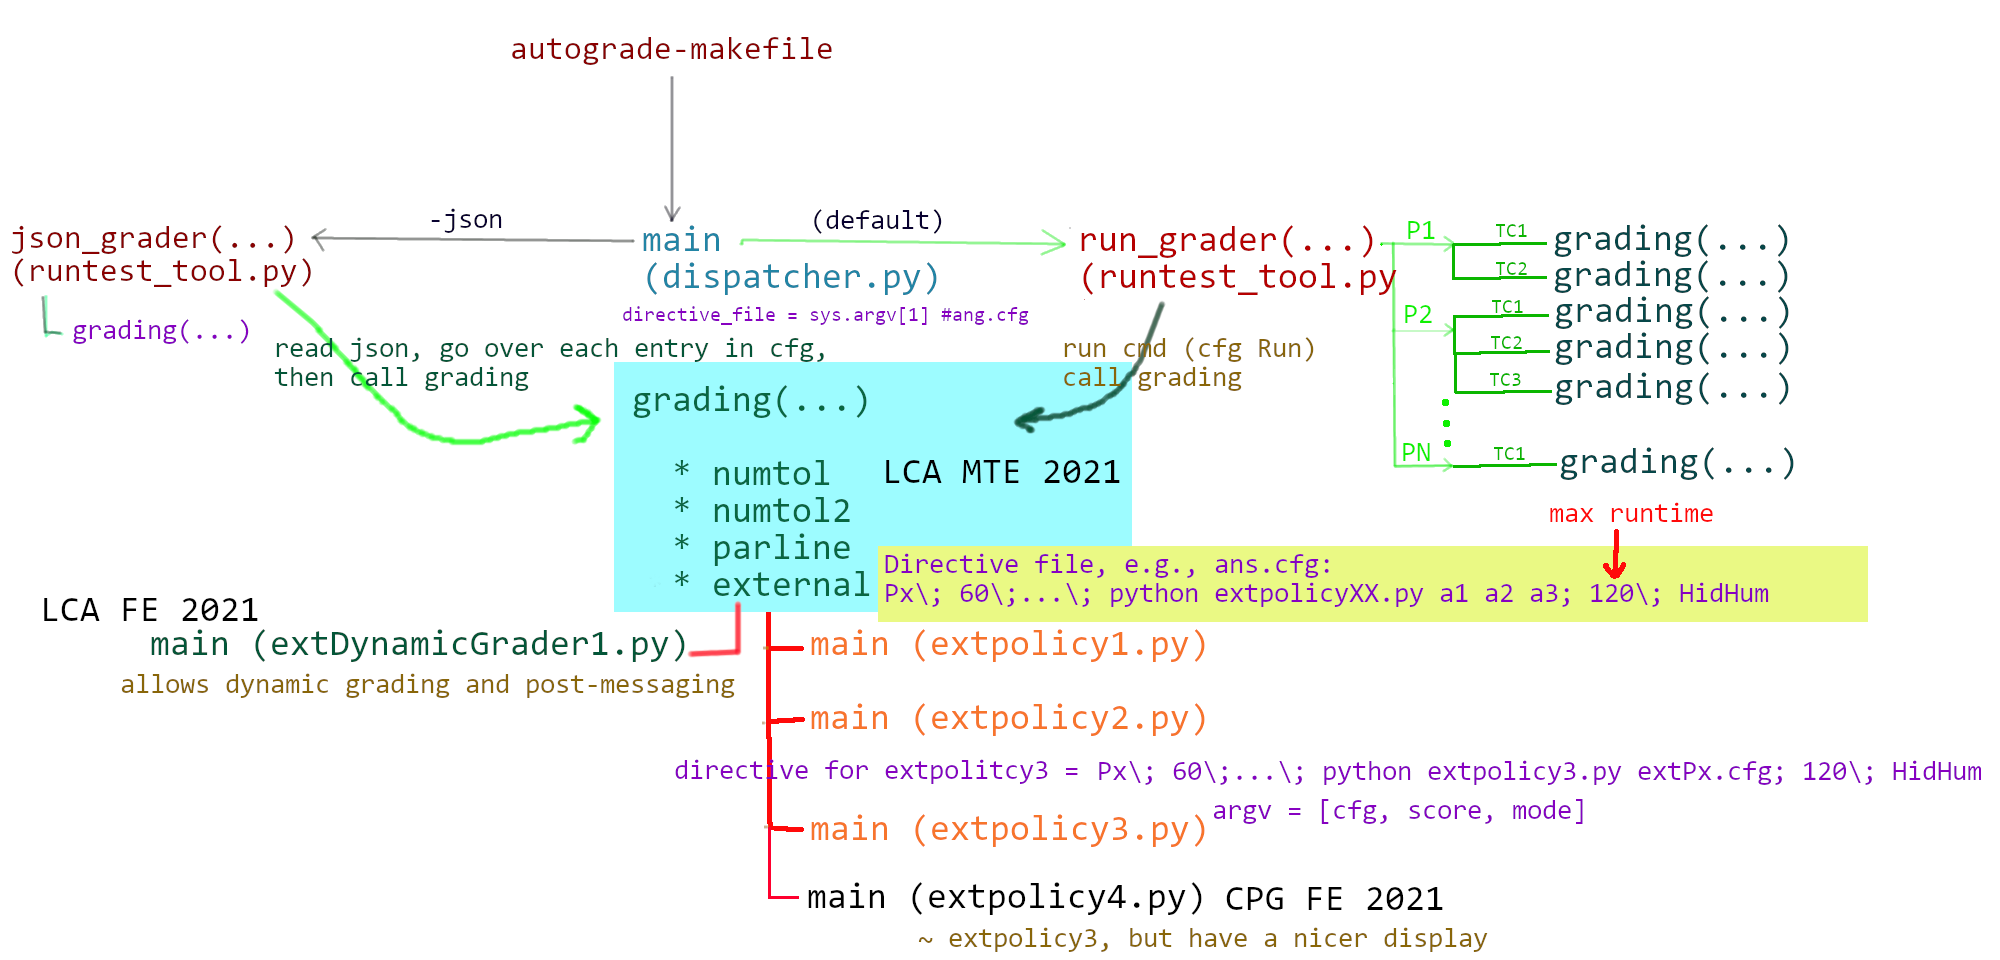 autograde-makefile
-json
(default)
json_grader(...)
(runtest_tool.py)
grading(...)
main
(dispatcher.py)
directive_file = sys.argv[1] #ang.cfg
run_grader(...)
(runtest_tool.py
P1
TC1
grading(...)
TC2
grading(...)
P2
TC1
grading(...)
TC2
grading(...)
TC3
grading(...)
PN
TC1
grading(...)
read json, go over each entry in cfg,
then call grading
run cmd (cfg Run)
call grading
grading(...)
* numtol
* numtol2
* parline
* external
LCA MTE 2021
max runtime
Directive file, e.g., ans.cfg:
Px\; 60\;...\; python extpolicyXX.py a1 a2 a3; 120\; HidHum
LCA FE 2021
main (extDynamicGrader1.py)
allows dynamic grading and post-messaging
main (extpolicy1.py)
main (extpolicy2.py)
directive for extpolitcy3 = Px\; 60\;...\; python extpolicy3.py extPx.cfg; 120\; HidHum
argv = [cfg, score, mode]
main (extpolicy3.py)
main (extpolicy4.py) CPG FE 2021
~ extpolicy3, but have a nicer display